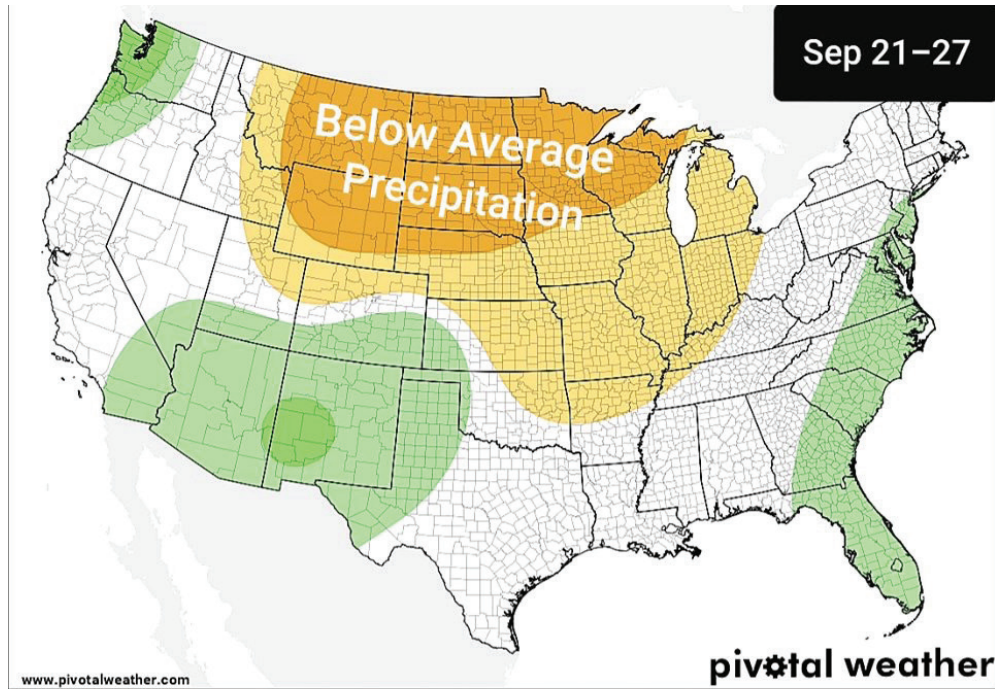 Sep 21–27
Below Average
Precipitation
www.pivotalweather.com
pivotal weather